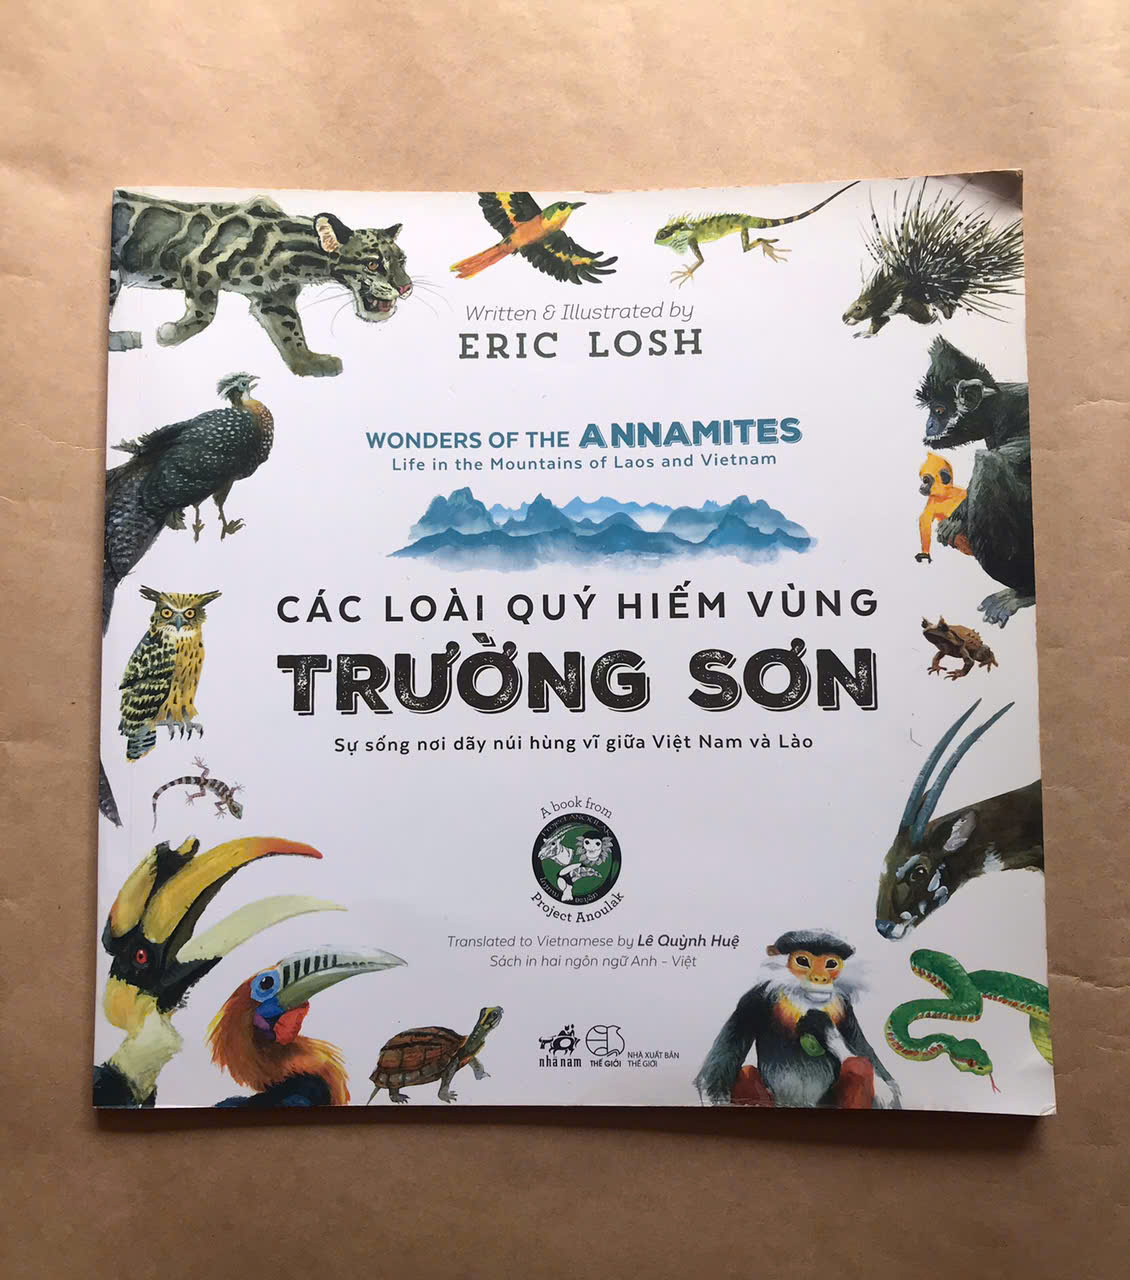 Written & Illustrated by
ERIC LOSH
WONDERS OF THE ANNAMITES
Life in the Mountains of Laos and Vietnam
CÁC LOÀI QUÝ HIẾM VÙNG
TRƯỜNG SƠN
Sự sống nơi dãy núi hùng vĩ giữa Việt Nam và Lào
A book from
Project ANOULAK
Project Anoulak
Translated to Vietnamese by Lê Quỳnh Huệ
Sách in hai ngôn ngữ Anh - Việt
nhã nam
THẾ GIỚI
NHÀ XUẤT BẢN
THẾ GIỚI